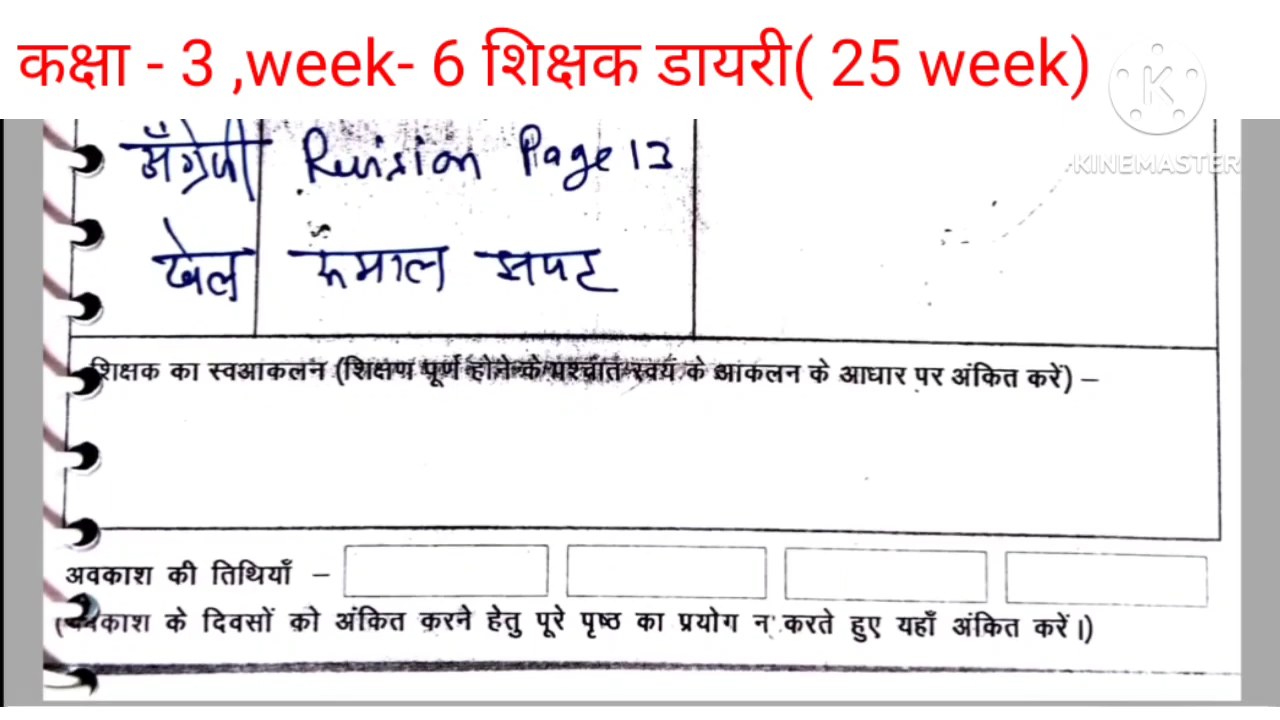 कक्षा - 3 ,week- 6 शिक्षक डायरी( 25 week)
K
KINEMASTER
अँग्रेजी Revision Page 13
खेल रूमाल झपट
शिक्षक का स्वआकलन (शिक्षण पूर्ण होने के पश्चात स्वयं के आंकलन के आधार पर अंकित करें) –
अवकाश की तिथियाँ –
(अवकाश के दिवसों को अंकित करने हेतु पूरे पृष्ठ का प्रयोग न करते हुए यहाँ अंकित करें।)